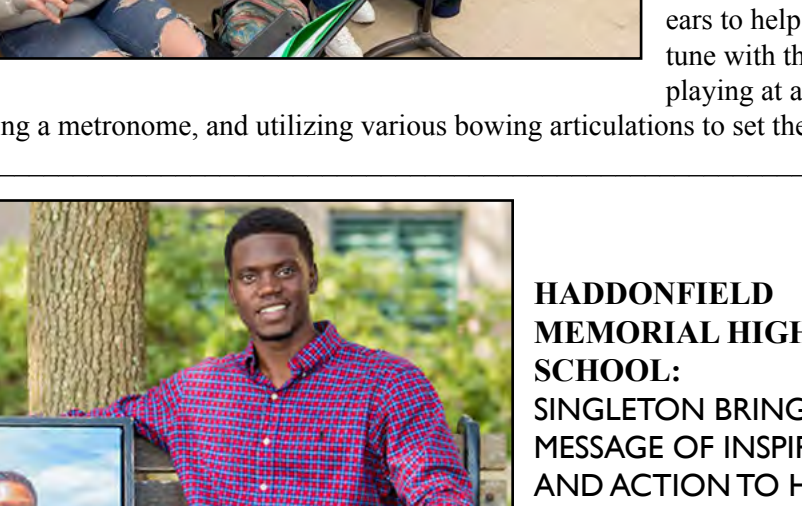 ears to help
tune with th
playing at a
ng a metronome, and utilizing various bowing articulations to set the
HADDONFIELD
MEMORIAL HIGH
SCHOOL:
SINGLETON BRING
MESSAGE OF INSPI
AND ACTION TO H